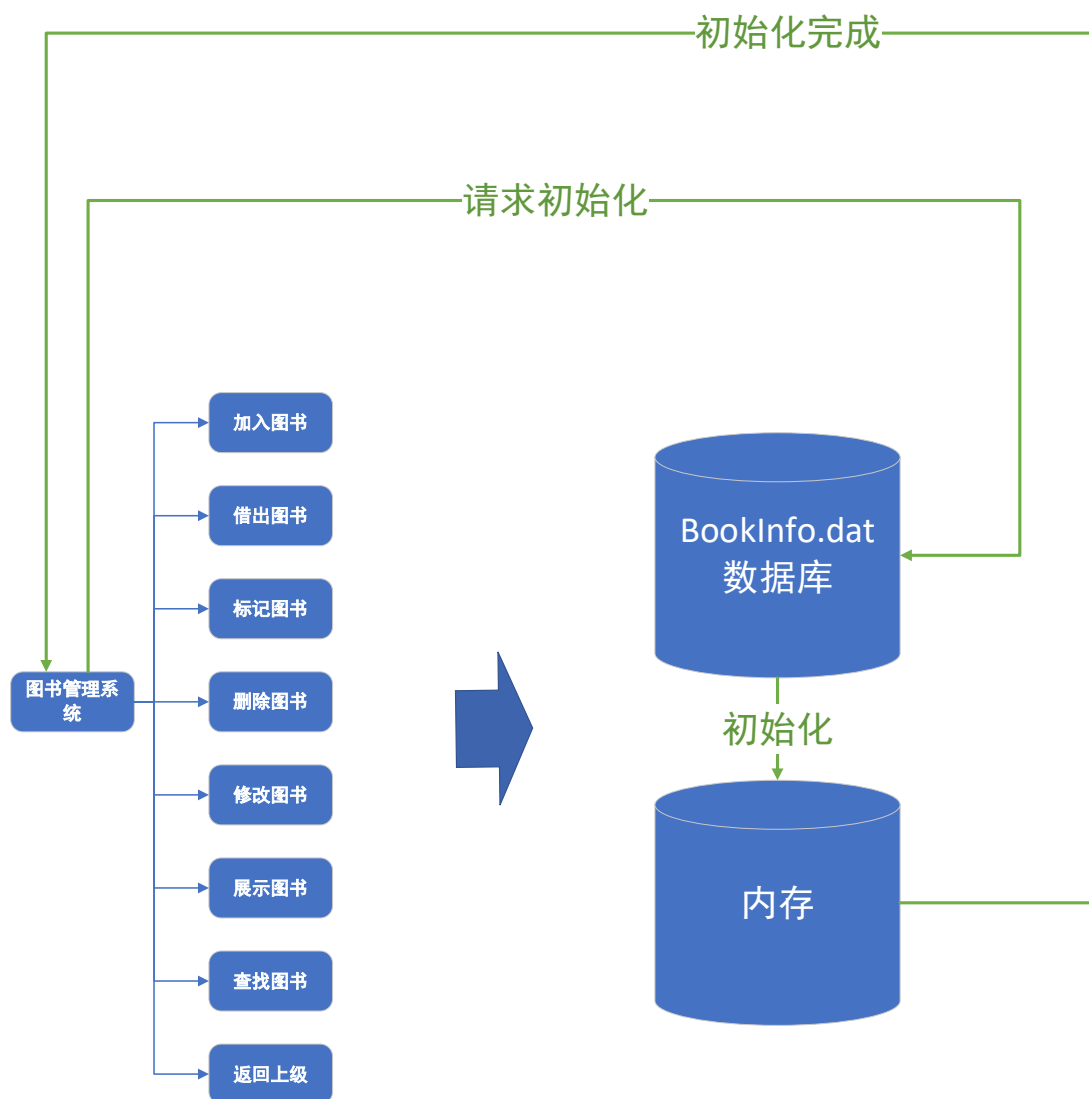 初始化完成
请求初始化
加入图书
借出图书
标记图书
图书管理系
统
删除图书
修改图书
展示图书
查找图书
返回上级
BookInfo.dat
数据库
初始化
内存